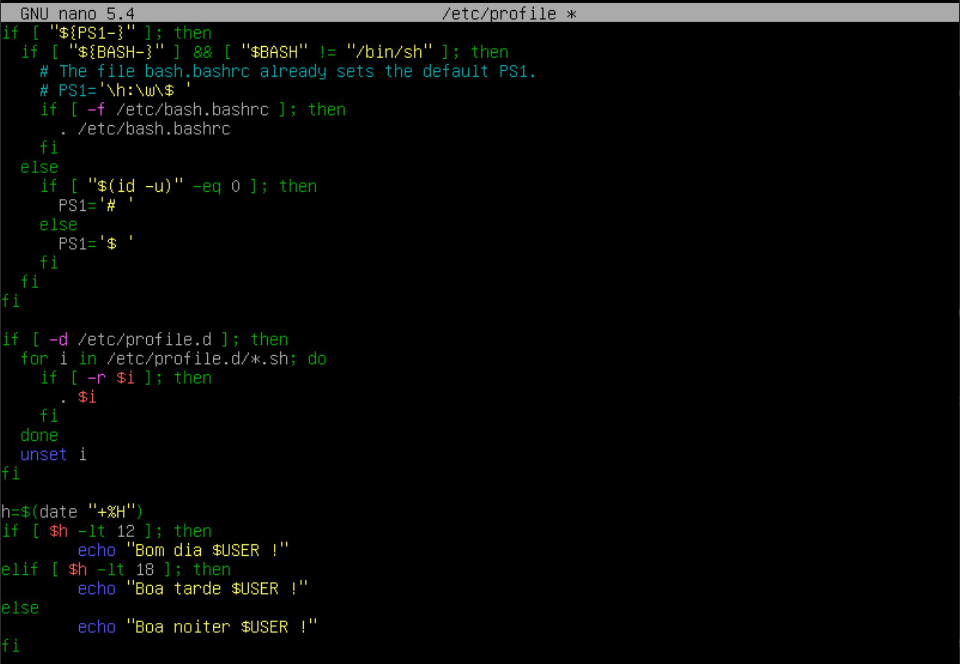 GNU nano 5.4 /etc/profile *
if [ "${PS1-}" ]; then
  if [ "${BASH-}" ] && [ "$BASH" != "/bin/sh" ]; then
    # The file bash.bashrc already sets the default PS1.
    # PS1='\h:\w\$ '
    if [ -f /etc/bash.bashrc ]; then
      . /etc/bash.bashrc
    fi
  else
    if [ "$(id -u)" -eq 0 ]; then
      PS1='# '
    else
      PS1='$ '
    fi
  fi
fi

if [ -d /etc/profile.d ]; then
  for i in /etc/profile.d/*.sh; do
    if [ -r $i ]; then
      . $i
    fi
  done
  unset i
fi

h=$(date "+%H")
if [ $h -lt 12 ]; then
        echo "Bom dia $USER !"
elif [ $h -lt 18 ]; then
        echo "Boa tarde $USER !"
else
        echo "Boa noiter $USER !"
fi